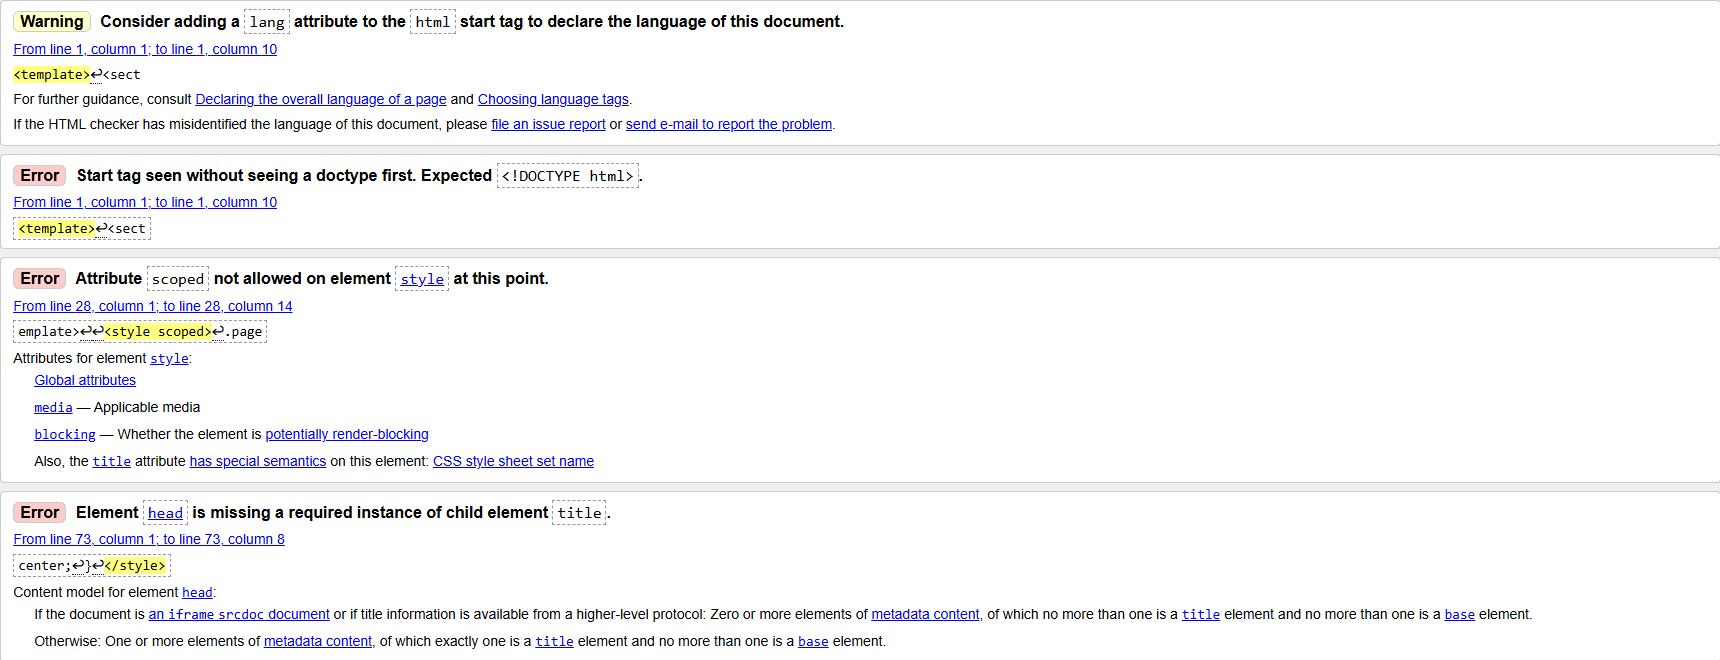 Warning Consider adding a lang attribute to the html start tag to declare the language of this document.
From line 1, column 1; to line 1, column 10
<template>↩<sect
For further guidance, consult Declaring the overall language of a page and Choosing language tags.
If the HTML checker has misidentified the language of this document, please file an issue report or send e-mail to report the problem.
Error Start tag seen without seeing a doctype first. Expected <!DOCTYPE html>.
From line 1, column 1; to line 1, column 10
<template>↩<sect
Error Attribute scoped not allowed on element style at this point.
From line 28, column 1; to line 28, column 14
emplate>↩↩<style scoped>↩.page
Attributes for element style:
Global attributes
media — Applicable media
blocking — Whether the element is potentially render-blocking
Also, the title attribute has special semantics on this element: CSS style sheet set name
Error Element head is missing a required instance of child element title.
From line 73, column 1; to line 73, column 8
center;↩}↩</style>
Content model for element head:
If the document is an iframe srcdoc document or if title information is available from a higher-level protocol: Zero or more elements of metadata content, of which no more than one is a title element and no more than one is a base element.
Otherwise: One or more elements of metadata content, of which exactly one is a title element and no more than one is a base element.